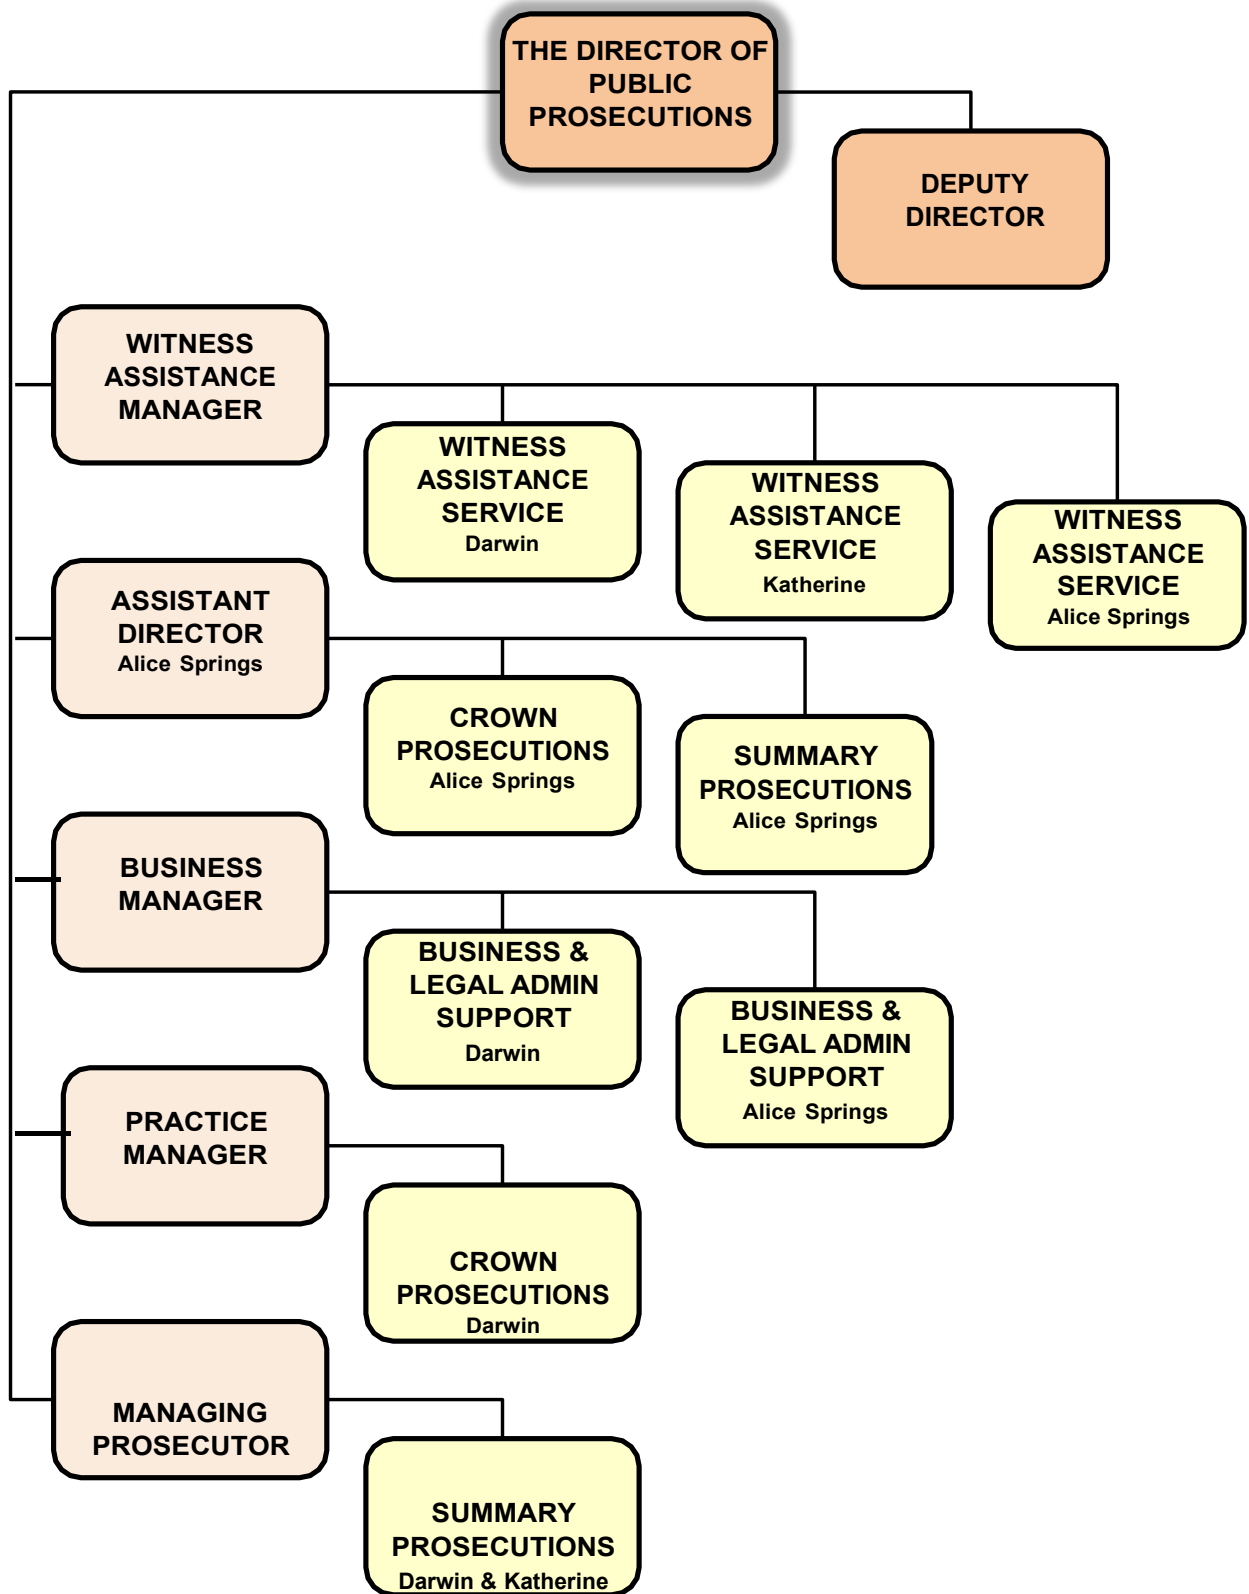 THE DIRECTOR OF
PUBLIC
PROSECUTIONS
DEPUTY
DIRECTOR
WITNESS
ASSISTANCE
MANAGER
WITNESS
ASSISTANCE
SERVICE
Darwin
WITNESS
ASSISTANCE
SERVICE
Katherine
WITNESS
ASSISTANCE
SERVICE
Alice Springs
ASSISTANT
DIRECTOR
Alice Springs
CROWN
PROSECUTIONS
Alice Springs
SUMMARY
PROSECUTIONS
Alice Springs
BUSINESS
MANAGER
BUSINESS &
LEGAL ADMIN
SUPPORT
Darwin
BUSINESS &
LEGAL ADMIN
SUPPORT
Alice Springs
PRACTICE
MANAGER
CROWN
PROSECUTIONS
Darwin
MANAGING
PROSECUTOR
SUMMARY
PROSECUTIONS
Darwin & Katherine